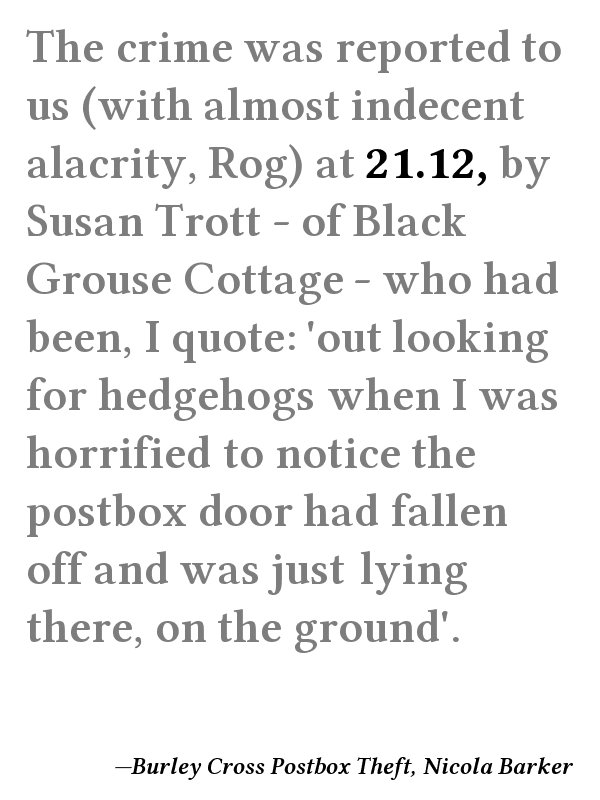 The crime was reported to
us (with almost indecent
alacrity, Rog) at 21.12, by
Susan Trott - of Black
Grouse Cottage - who had
been, I quote: 'out looking
for hedgehogs when I was
horrified to notice the
postbox door had fallen
off and was just lying
there, on the ground'.
—Burley Cross Postbox Theft, Nicola Barker